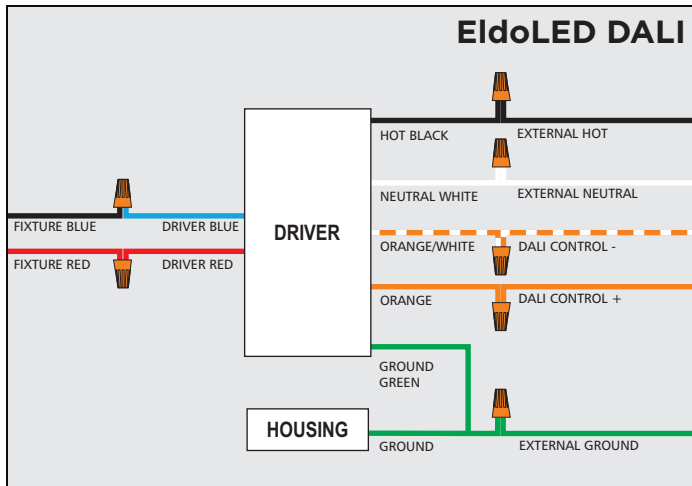 EldoLED DALI
HOT BLACK
EXTERNAL HOT
NEUTRAL WHITE
EXTERNAL NEUTRAL
FIXTURE BLUE
DRIVER BLUE
DRIVER
ORANGE/WHITE
DALI CONTROL -
FIXTURE RED
DRIVER RED
ORANGE
DALI CONTROL +
GROUND
GREEN
HOUSING
GROUND
EXTERNAL GROUND